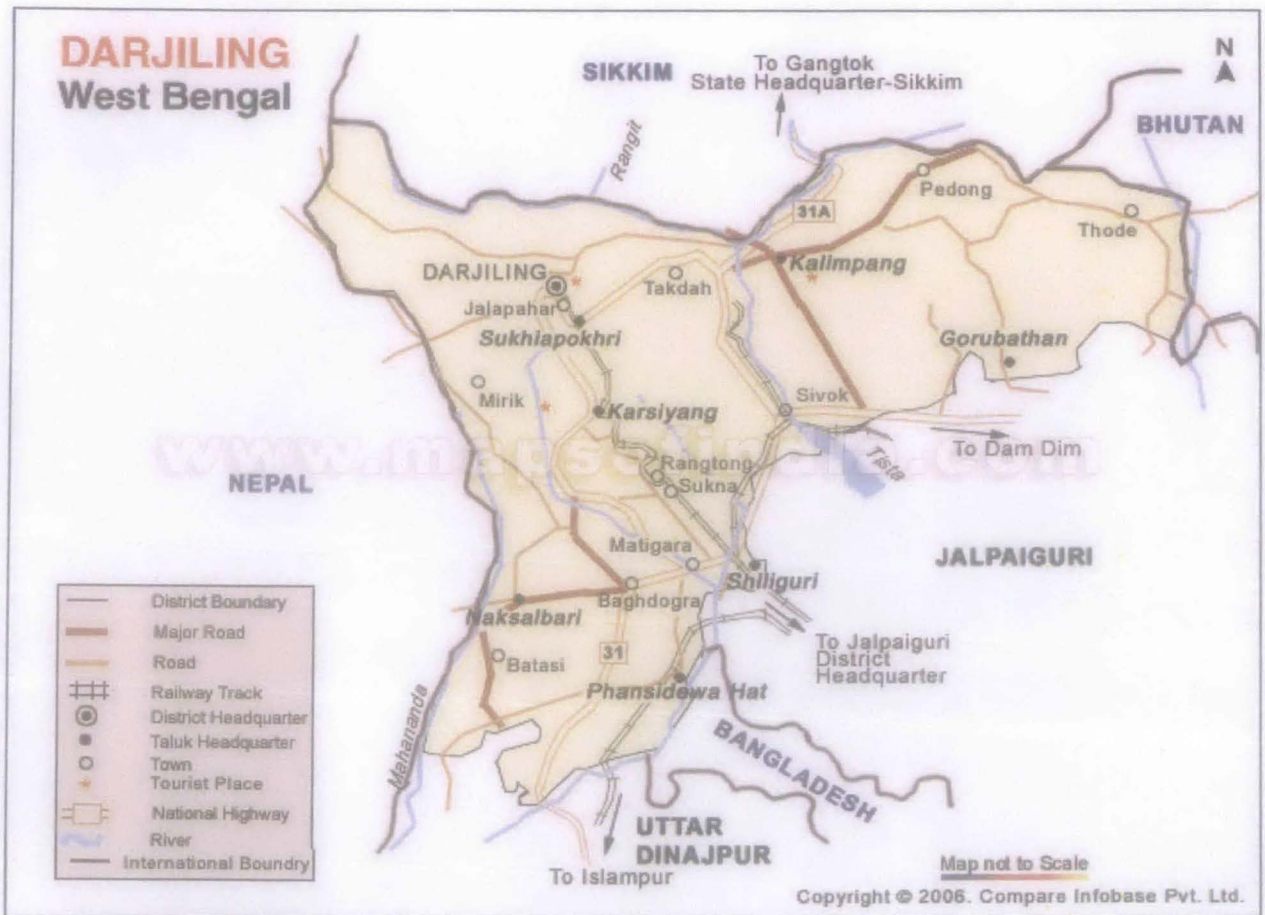 DARJILING
West Bengal
SIKKIM
To Gangtok
State Headquarter-Sikkim
N
BHUTAN
Rangit
Pedong
31A
Thode
Kalimpang
DARJILING
Takdah
Jalapahar
Sukhiapokhri
Gorubathan
Mirik
Karsiyang
Sivok
To Dam Dim
www.mapsofindia.com
Rangtong
Tista
Sukna
NEPAL
Matigara
JALPAIGURI
Shiliguri
Baghdogra
Naksalbari
To Jalpaiguri
District
Headquarter
31
Batasi
Phansidewa Hat
Mahananda
BANGLADESH
UTTAR
DINAJPUR
To Islampur
District Boundary
Major Road
Road
Railway Track
District Headquarter
Taluk Headquarter
Town
Tourist Place
National Highway
River
International Boundry
Map not to Scale
Copyright © 2006. Compare Infobase Pvt. Ltd.